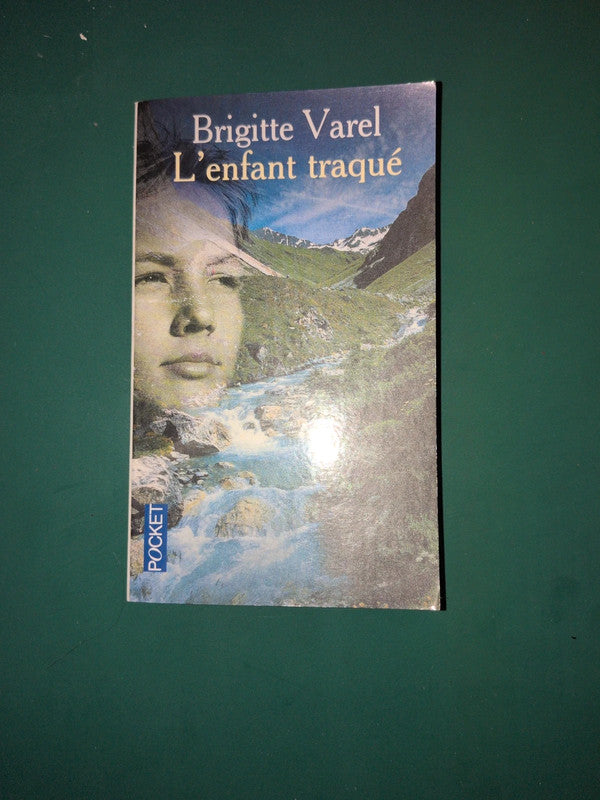 Brigitte Varel
L'enfant traqué
POCKET